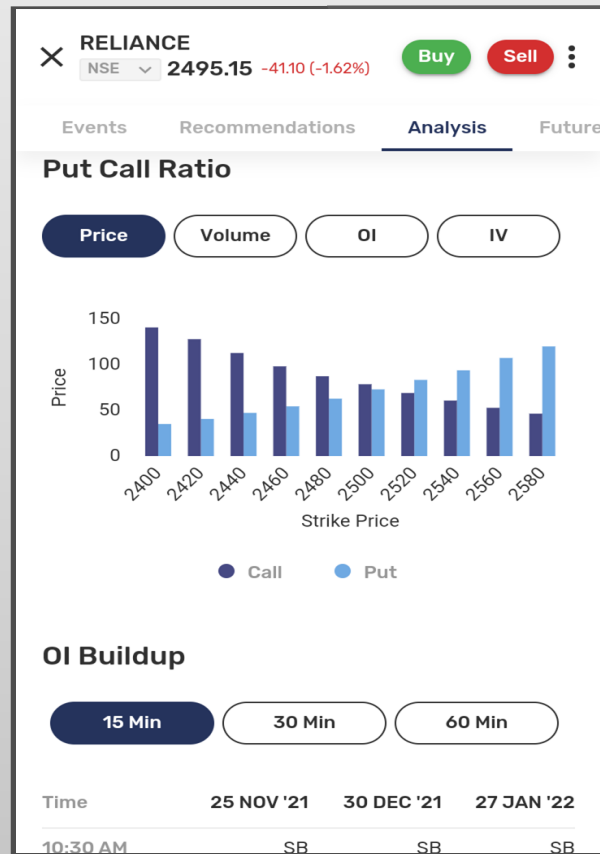 RELIANCE
NSE 2495.15 -41.10 (-1.62%)
Buy Sell
Events Recommendations Analysis Future
Put Call Ratio
Price Volume OI IV
150
100
50
0
Price
2400 2420 2440 2460 2480 2500 2520 2540 2560 2580
Strike Price
Call Put
OI Buildup
15 Min 30 Min 60 Min
Time 25 NOV '21 30 DEC '21 27 JAN '22
10:30 AM SB SB SB